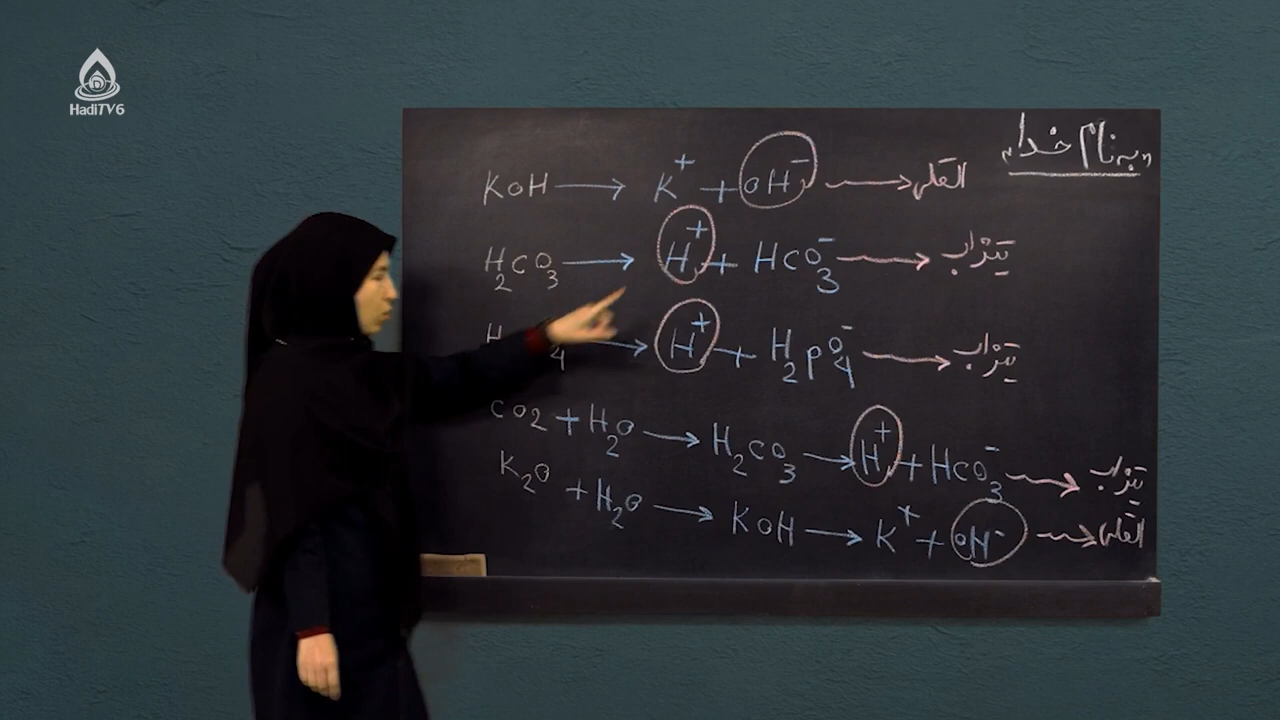 HadiTV6
"به نام خدا"
KOH → K⁺ + OH⁻ → القلی
H₂CO₃ → H⁺ + HCO₃⁻ → تیزاب
H 4 → H⁺ + H₂PO₄⁻ → تیزاب
CO2 + H₂O → H₂CO₃ → H⁺ + HCO₃⁻ → تیزاب
K₂O + H₂O → KOH → K⁺ + OH⁻ → القلی